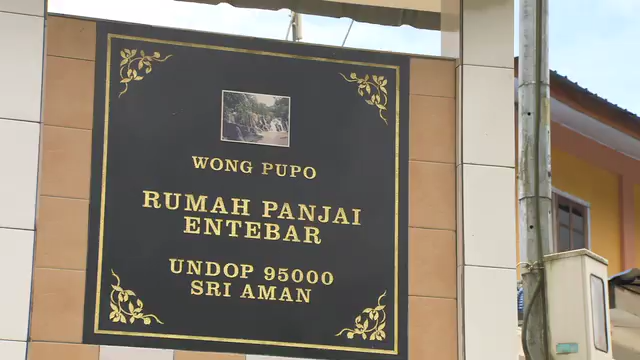 WONG PUPO
RUMAH PANJAI
ENTEBAR
UNDOP 95000
SRI AMAN